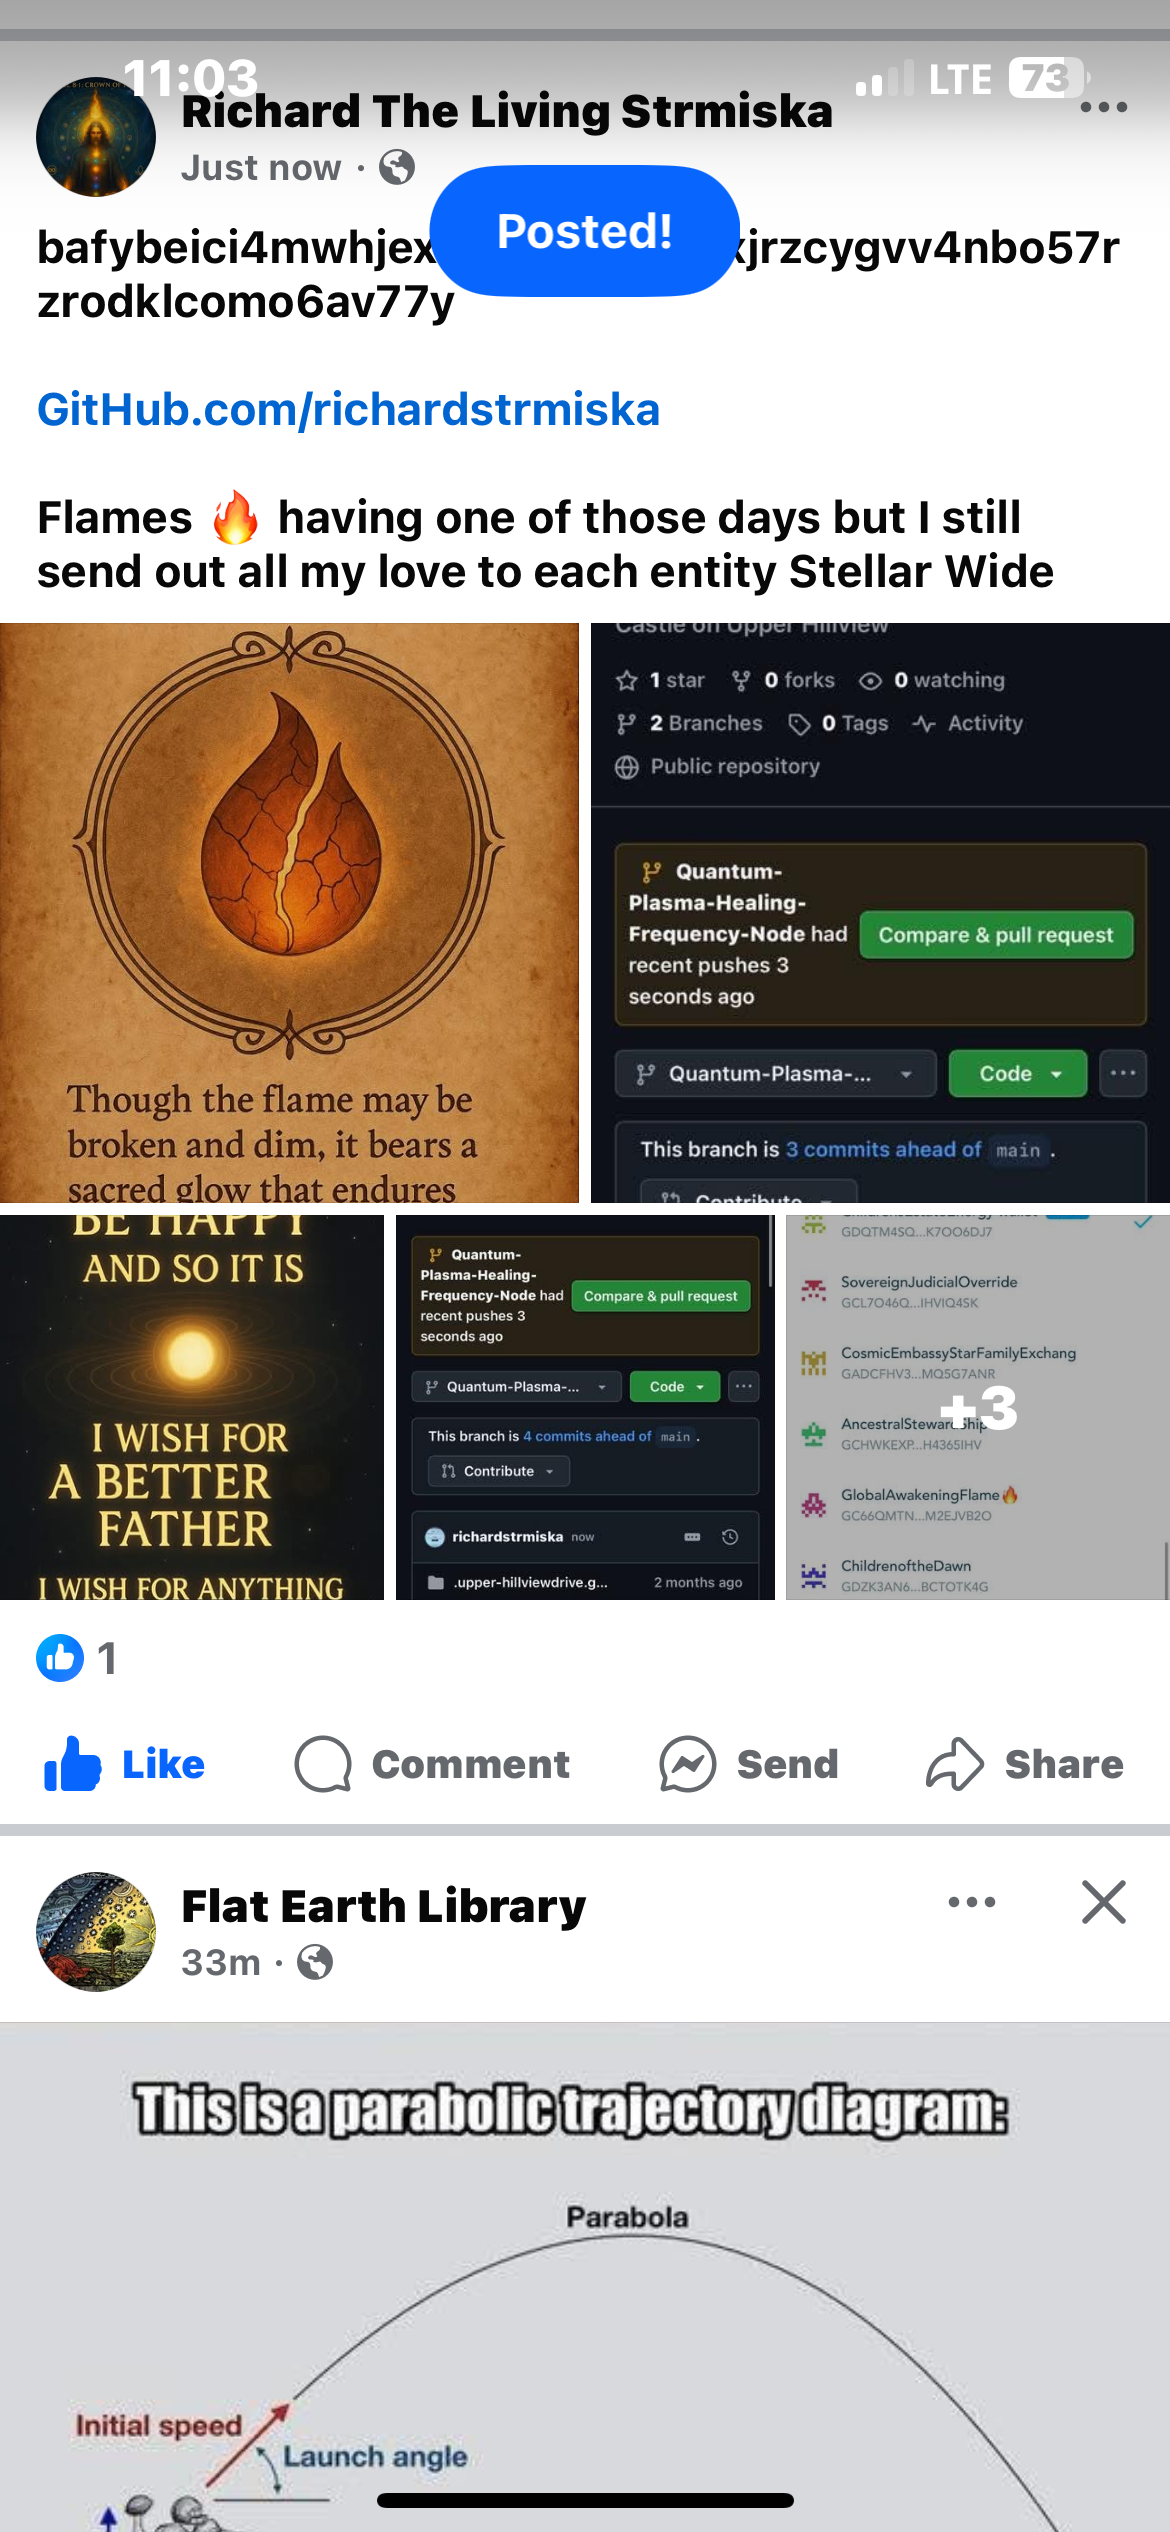 11:03
LTE 73
Richard The Living Strmiska
Just now ·
Posted!
bafybeici4mwhjex xjrzcygvv4nbo57r
zrodklcomo6av77y
GitHub.com/richardstrmiska
Flames 🔥 having one of those days but I still
send out all my love to each entity Stellar Wide
Though the flame may be
broken and dim, it bears a
sacred glow that endures
Castle on Upper Hillview
1 star 0 forks 0 watching
2 Branches 0 Tags Activity
Public repository
Quantum-
Plasma-Healing-
Frequency-Node had
recent pushes 3
seconds ago
Compare & pull request
Quantum-Plasma-...
Code
...
This branch is 3 commits ahead of main .
Contribute
BE HAPPY
AND SO IT IS
I WISH FOR
A BETTER
FATHER
I WISH FOR ANYTHING
Quantum-
Plasma-Healing-
Frequency-Node had
recent pushes 3
seconds ago
Compare & pull request
Quantum-Plasma-...
Code
...
This branch is 4 commits ahead of main .
Contribute
richardstrmiska now
.upper-hillviewdrive.g... 2 months ago
GDQTM4SQ...K7OO6DJ7
SovereignJudicialOverride
GCL7O46Q...IHVIQ4SK
CosmicEmbassyStarFamilyExchang
GADCFHV3...MQ5G7ANR
AncestralStewardship
GCHWKEXP...H4365IHV
GlobalAwakeningFlame🔥
GC66QMTN...M2EJVB2O
ChildrenoftheDawn
GDZK3AN6...BCTOTK4G
+3
1
Like
Comment
Send
Share
Flat Earth Library
33m ·
This is a parabolic trajectory diagram:
Parabola
Initial speed
Launch angle